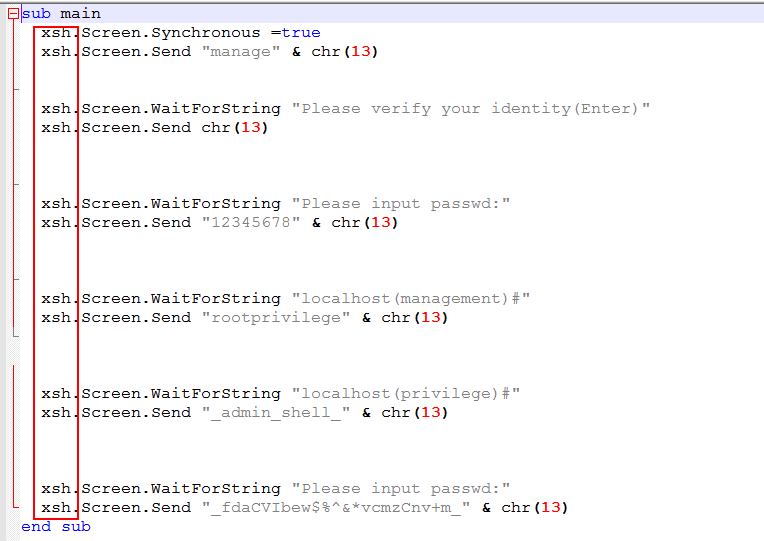 sub main
xsh.Screen.Synchronous =true
xsh.Screen.Send "manage" & chr(13)
xsh.Screen.WaitForString "Please verify your identity(Enter)"
xsh.Screen.Send chr(13)
xsh.Screen.WaitForString "Please input passwd:"
xsh.Screen.Send "12345678" & chr(13)
xsh.Screen.WaitForString "localhost(management)#"
xsh.Screen.Send "rootprivilege" & chr(13)
xsh.Screen.WaitForString "localhost(privilege)#"
xsh.Screen.Send "_admin_shell_" & chr(13)
xsh.Screen.WaitForString "Please input passwd:"
xsh.Screen.Send "_fdaCVIbew$%^&*vcmzCnv+m_" & chr(13)
end sub